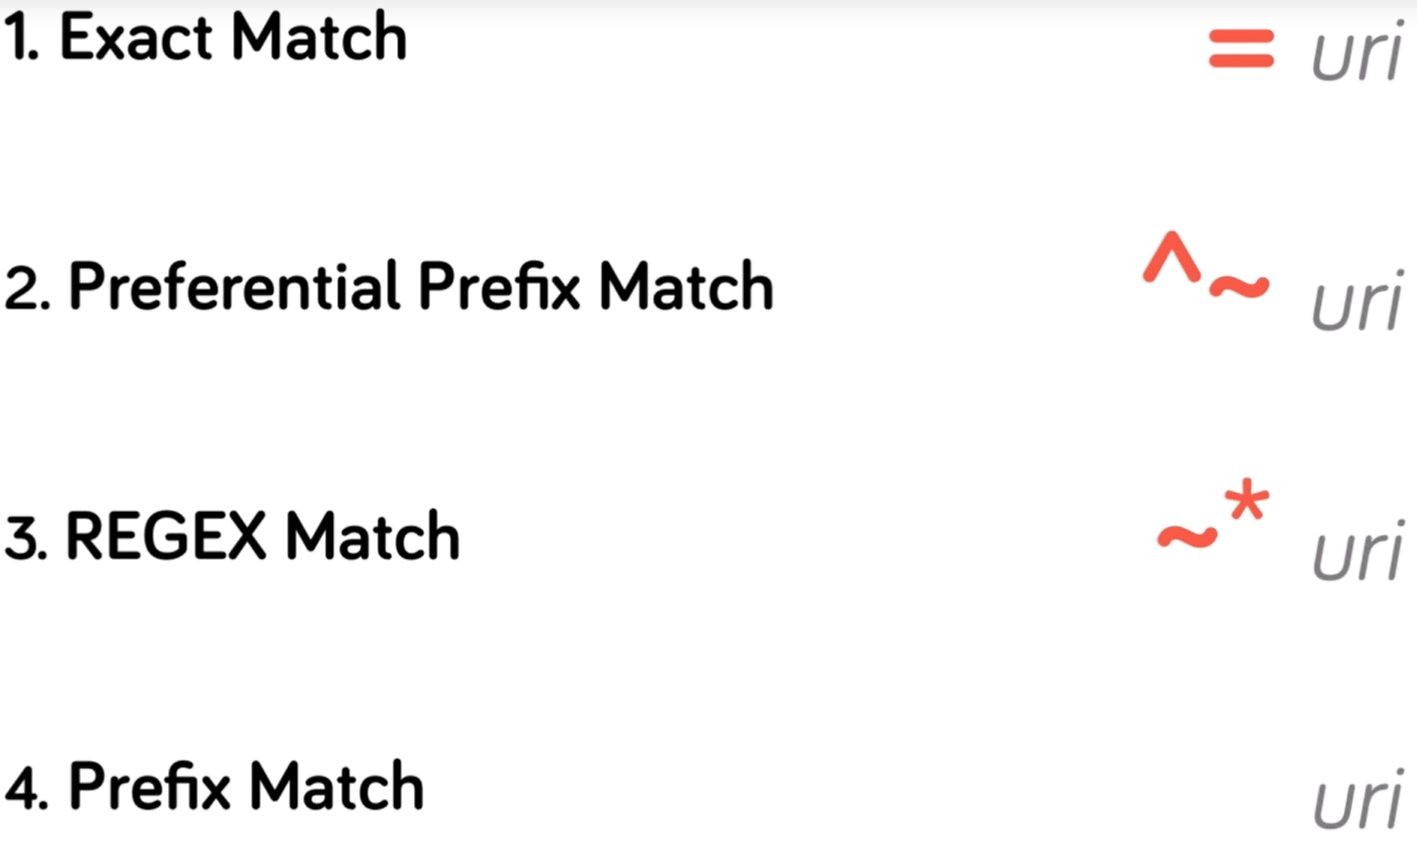 1. Exact Match = uri
2. Preferential Prefix Match ^~ uri
3. REGEX Match ~* uri
4. Prefix Match uri